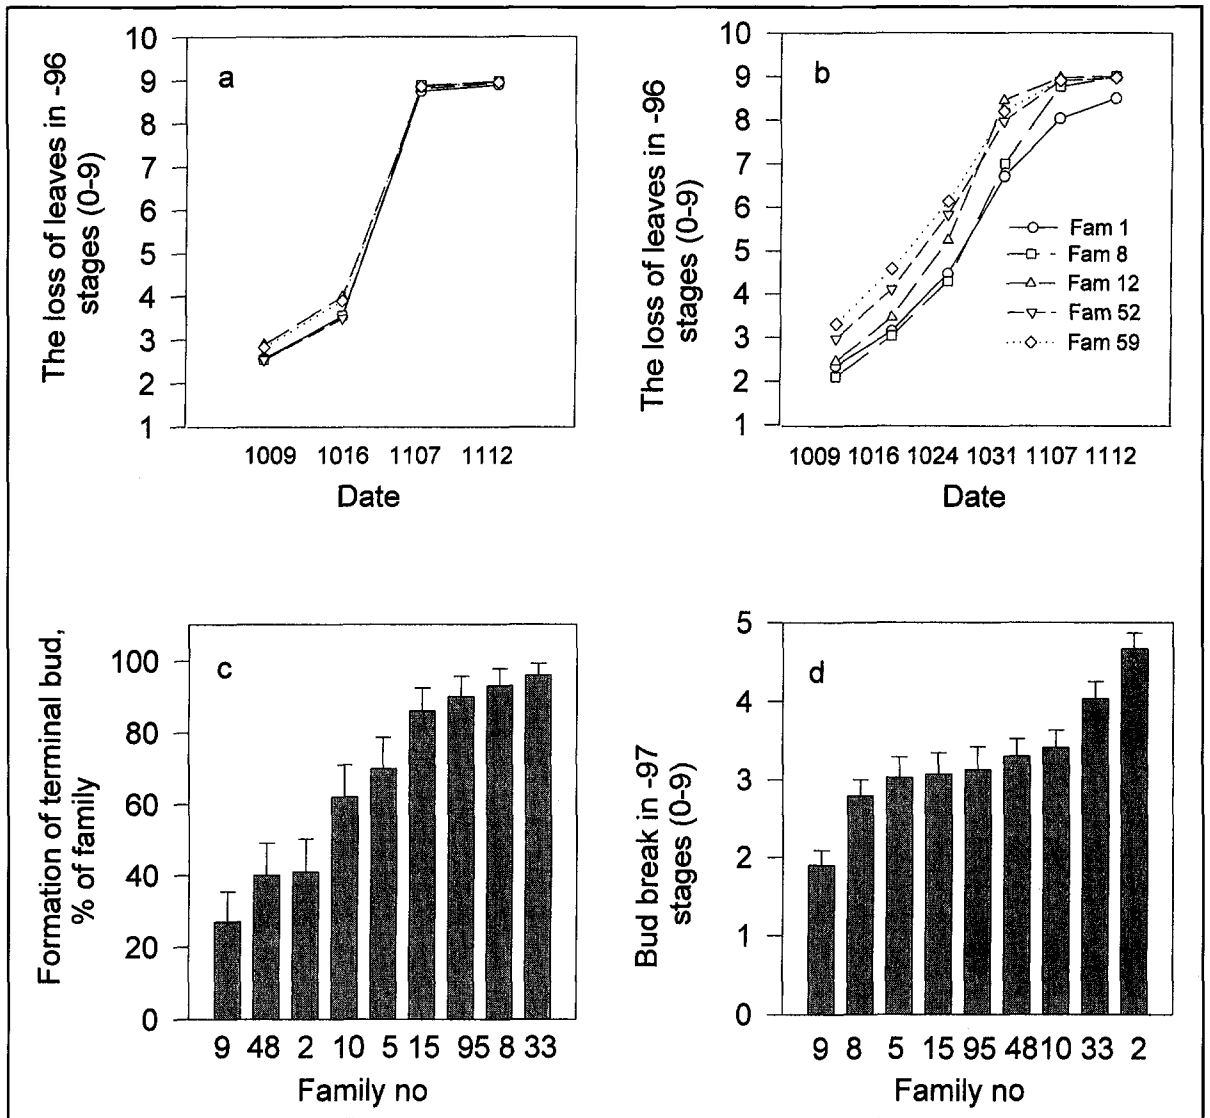 The loss of leaves in -96
stages (0-9)
10
9
8
7
6
5
4
3
2
1
a
1009 1016 1107 1112
Date
The loss of leaves in -96
stages (0-9)
10
9
8
7
6
5
4
3
2
1
b
Fam 1
Fam 8
Fam 12
Fam 52
Fam 59
1009 1016 1024 1031 1107 1112
Date
Formation of terminal bud,
% of family
100
80
60
40
20
0
c
9 48 2 10 5 15 95 8 33
Family no
Bud break in -97
stages (0-9)
5
4
3
2
1
0
d
9 8 5 15 95 48 10 33 2
Family no